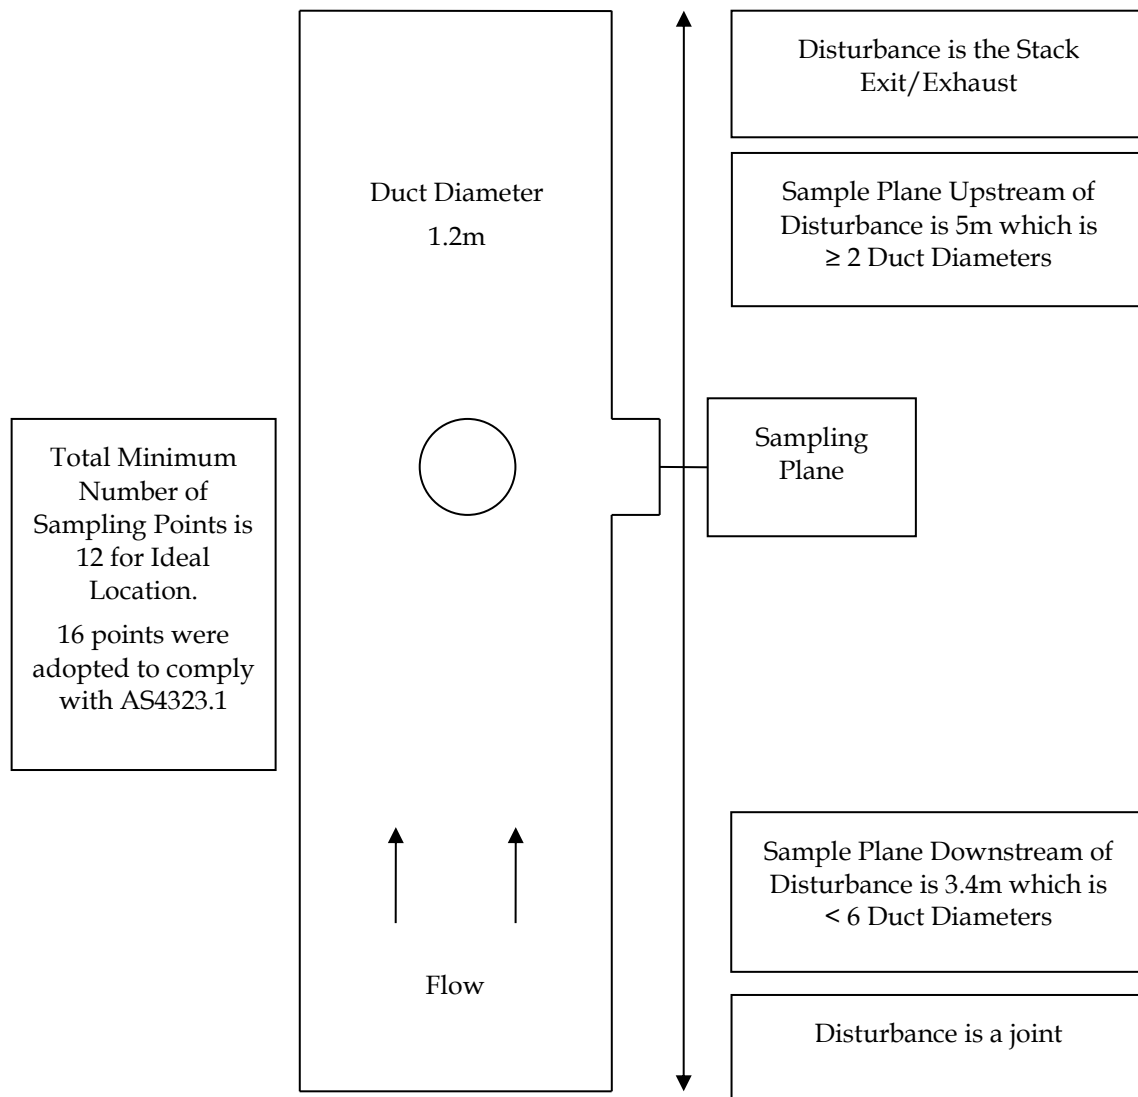 Disturbance is the Stack
Exit/Exhaust
Sample Plane Upstream of
Disturbance is 5m which is
≥ 2 Duct Diameters
Duct Diameter
1.2m
Sampling
Plane
Total Minimum
Number of
Sampling Points is
12 for Ideal
Location.
16 points were
adopted to comply
with AS4323.1
Sample Plane Downstream of
Disturbance is 3.4m which is
< 6 Duct Diameters
Flow
Disturbance is a joint